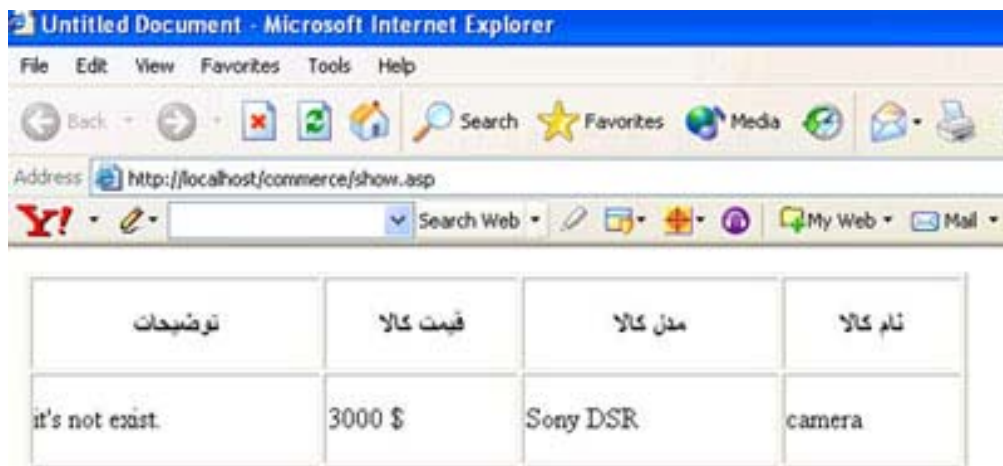 Untitled Document - Microsoft Internet Explorer
File Edit View Favorites Tools Help
Back Search Favorites Media
Address http://localhost/commerce/show.asp
Y! Search Web My Web Mail
نام کالا مدل کالا قیمت کالا توضیحات
it's not exist. 3000 $ Sony DSR camera